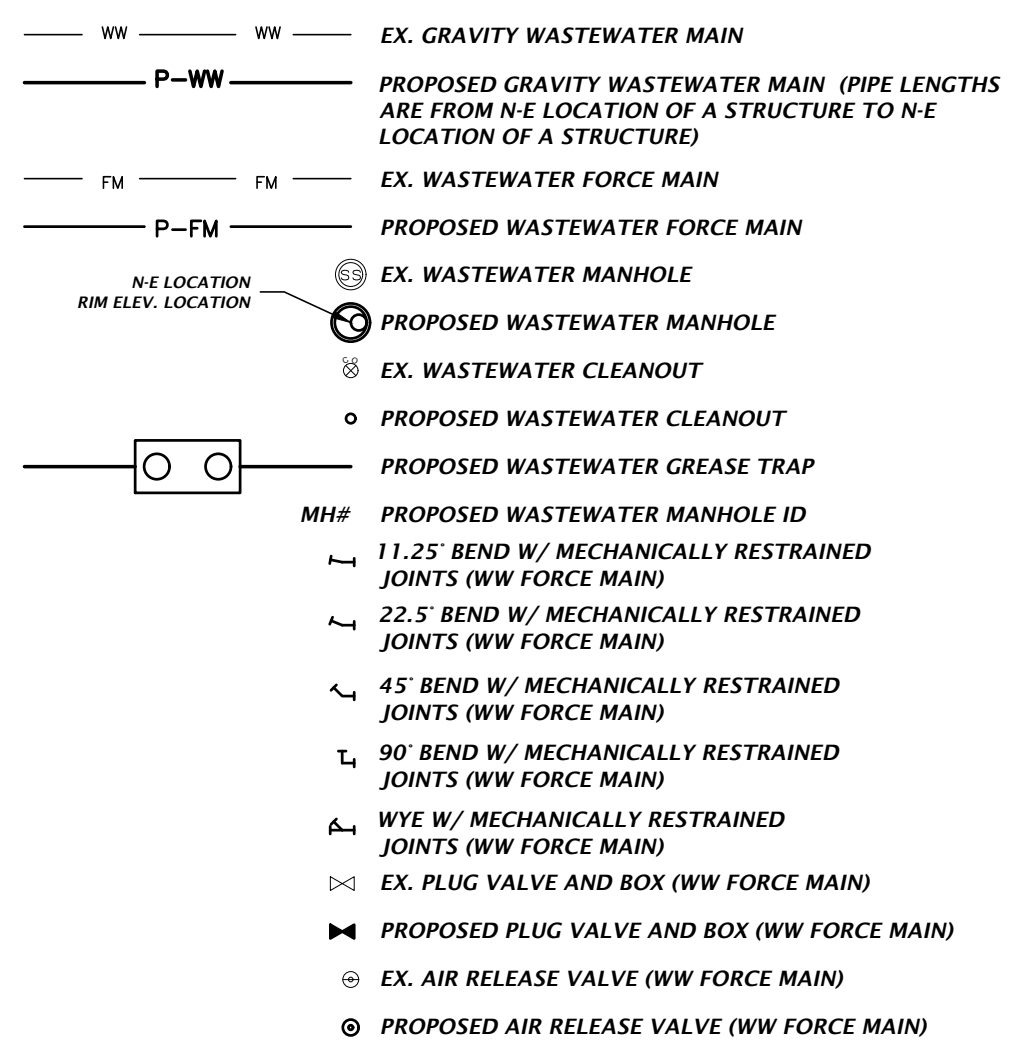 WW WW EX. GRAVITY WASTEWATER MAIN
P-WW PROPOSED GRAVITY WASTEWATER MAIN (PIPE LENGTHS
ARE FROM N-E LOCATION OF A STRUCTURE TO N-E
LOCATION OF A STRUCTURE)
FM FM EX. WASTEWATER FORCE MAIN
P-FM PROPOSED WASTEWATER FORCE MAIN
SS EX. WASTEWATER MANHOLE
N-E LOCATION
RIM ELEV. LOCATION
PROPOSED WASTEWATER MANHOLE
EX. WASTEWATER CLEANOUT
PROPOSED WASTEWATER CLEANOUT
PROPOSED WASTEWATER GREASE TRAP
MH# PROPOSED WASTEWATER MANHOLE ID
11.25° BEND W/ MECHANICALLY RESTRAINED
JOINTS (WW FORCE MAIN)
22.5° BEND W/ MECHANICALLY RESTRAINED
JOINTS (WW FORCE MAIN)
45° BEND W/ MECHANICALLY RESTRAINED
JOINTS (WW FORCE MAIN)
90° BEND W/ MECHANICALLY RESTRAINED
JOINTS (WW FORCE MAIN)
WYE W/ MECHANICALLY RESTRAINED
JOINTS (WW FORCE MAIN)
EX. PLUG VALVE AND BOX (WW FORCE MAIN)
PROPOSED PLUG VALVE AND BOX (WW FORCE MAIN)
EX. AIR RELEASE VALVE (WW FORCE MAIN)
PROPOSED AIR RELEASE VALVE (WW FORCE MAIN)